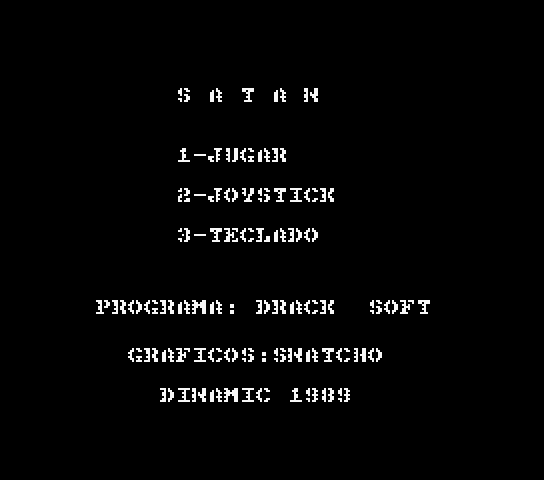 S A T A N
1-JUGAR
2-JOYSTICK
3-TECLADO
PROGRAMA: DRACK SOFT
GRAFICOS:SNATCHO
DINAMIC 1989